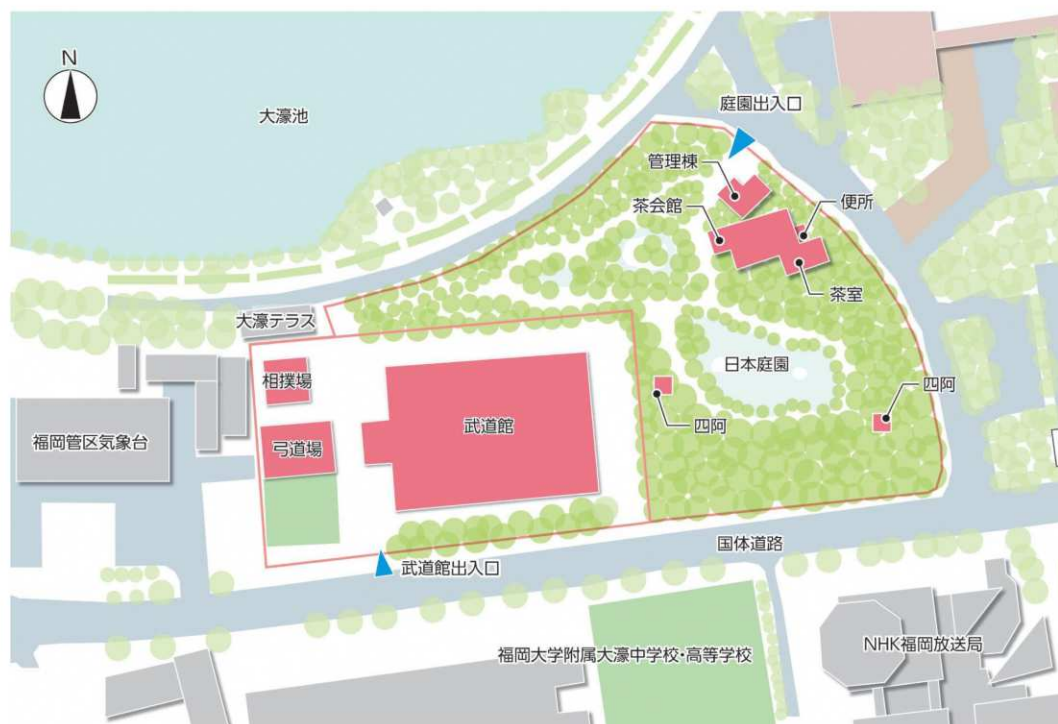 N
大濠池
庭園出入口
管理棟
茶会館
便所
茶室
大濠テラス
相撲場
日本庭園
四阿
四阿
武道館
福岡管区気象台
弓道場
国体道路
武道館出入口
福岡大学附属大濠中学校・高等学校
NHK福岡放送局